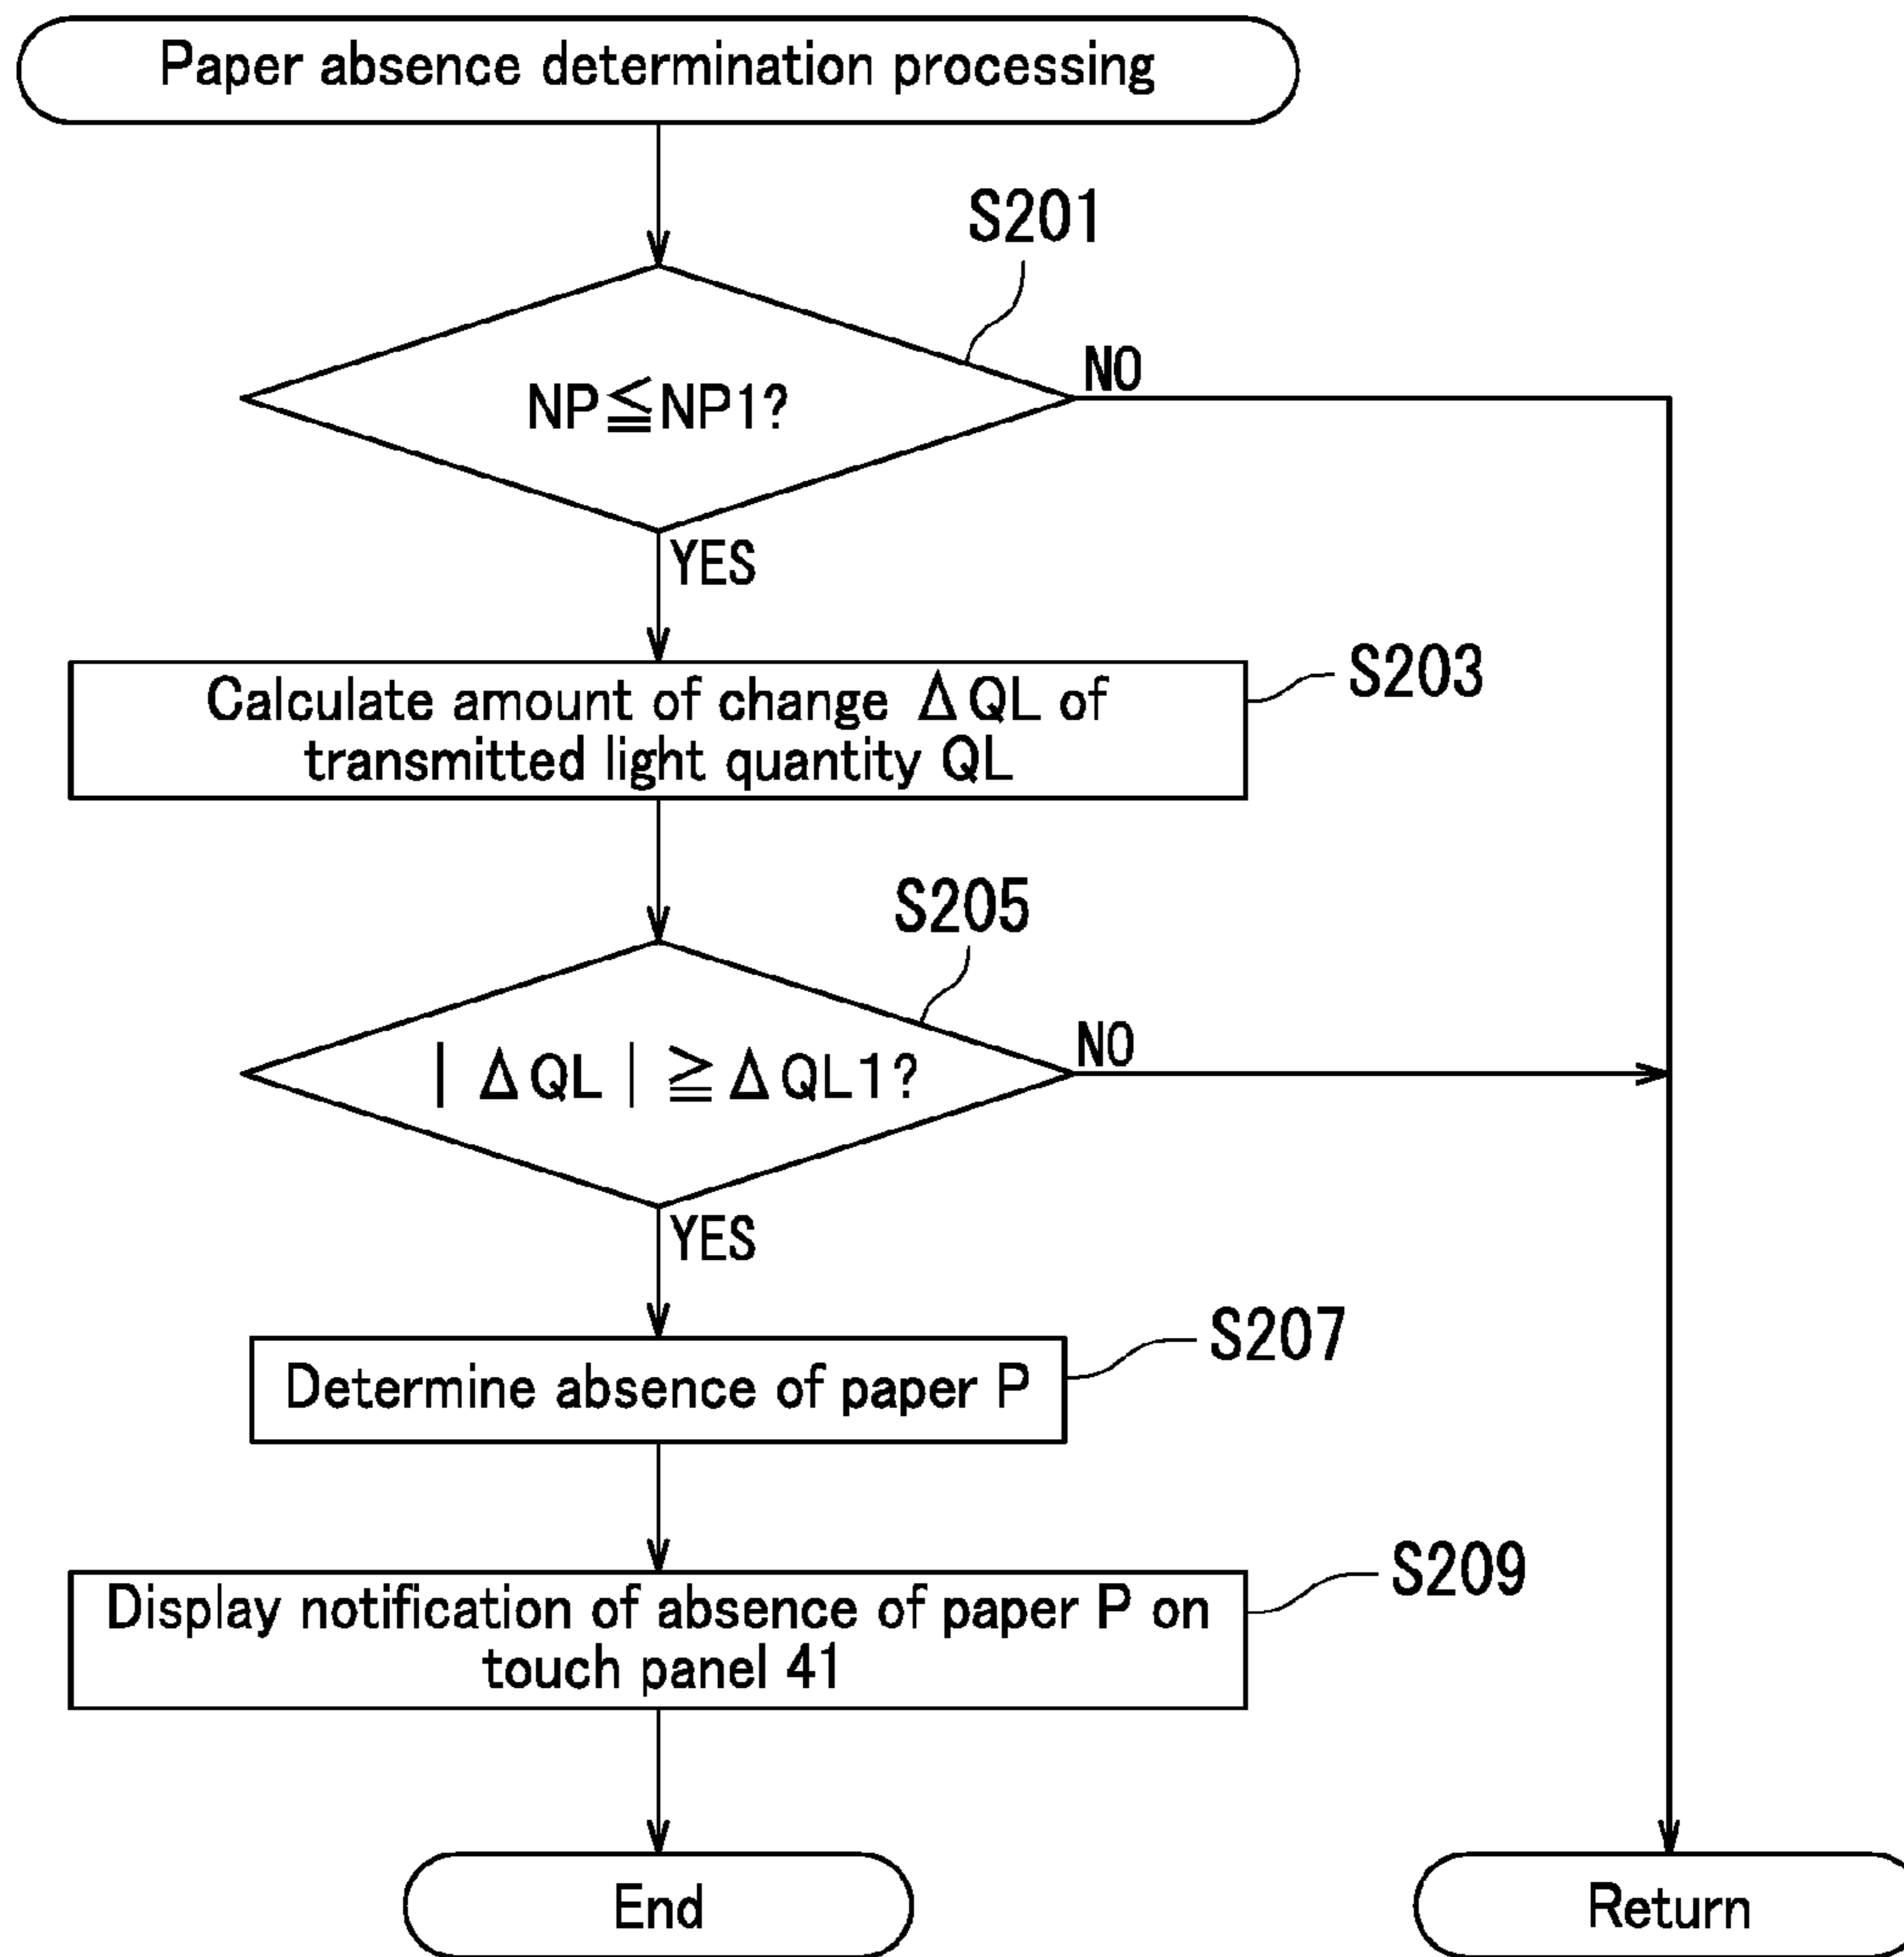 Paper absence determination processing
S201
NP≦NP1?
NO
YES
S203
Calculate amount of change ΔQL of
transmitted light quantity QL
S205
| ΔQL | ≧ ΔQL1?
NO
YES
S207
Determine absence of paper P
S209
Display notification of absence of paper P on
touch panel 41
End
Return